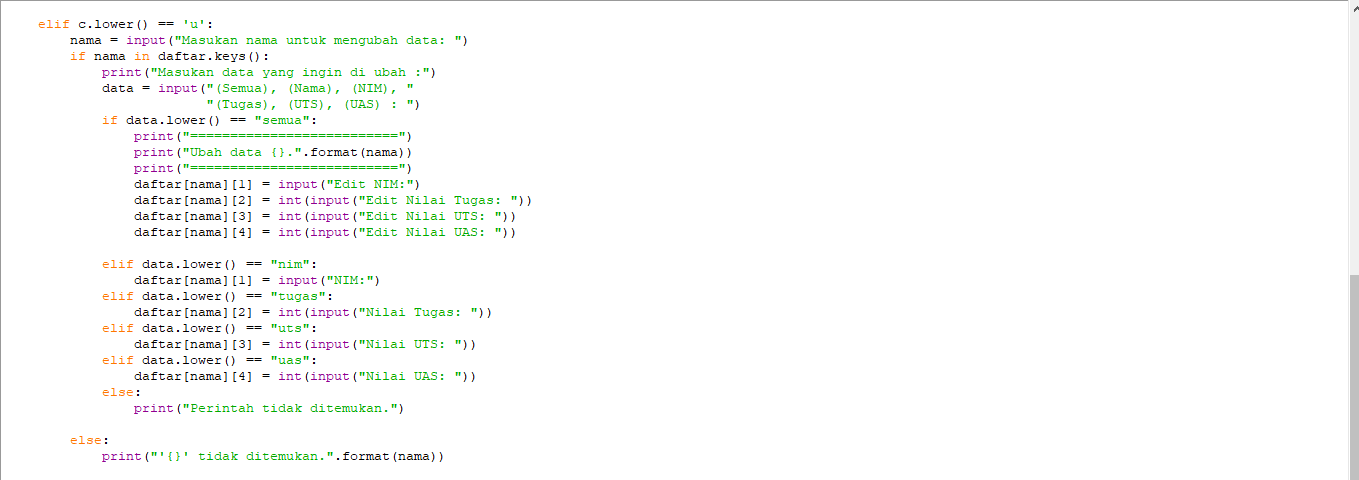 elif c.lower() == 'u':
nama = input("Masukan nama untuk mengubah data: ")
if nama in daftar.keys():
print("Masukan data yang ingin di ubah :")
data = input("(Semua), (Nama), (NIM), "
"(Tugas), (UTS), (UAS) : ")
if data.lower() == "semua":
print("==========================")
print("Ubah data {}.".format(nama))
print("==========================")
daftar[nama][1] = input("Edit NIM:")
daftar[nama][2] = int(input("Edit Nilai Tugas: "))
daftar[nama][3] = int(input("Edit Nilai UTS: "))
daftar[nama][4] = int(input("Edit Nilai UAS: "))
elif data.lower() == "nim":
daftar[nama][1] = input("NIM:")
elif data.lower() == "tugas":
daftar[nama][2] = int(input("Nilai Tugas: "))
elif data.lower() == "uts":
daftar[nama][3] = int(input("Nilai UTS: "))
elif data.lower() == "uas":
daftar[nama][4] = int(input("Nilai UAS: "))
else:
print("Perintah tidak ditemukan.")
else:
print("'{}' tidak ditemukan.".format(nama))